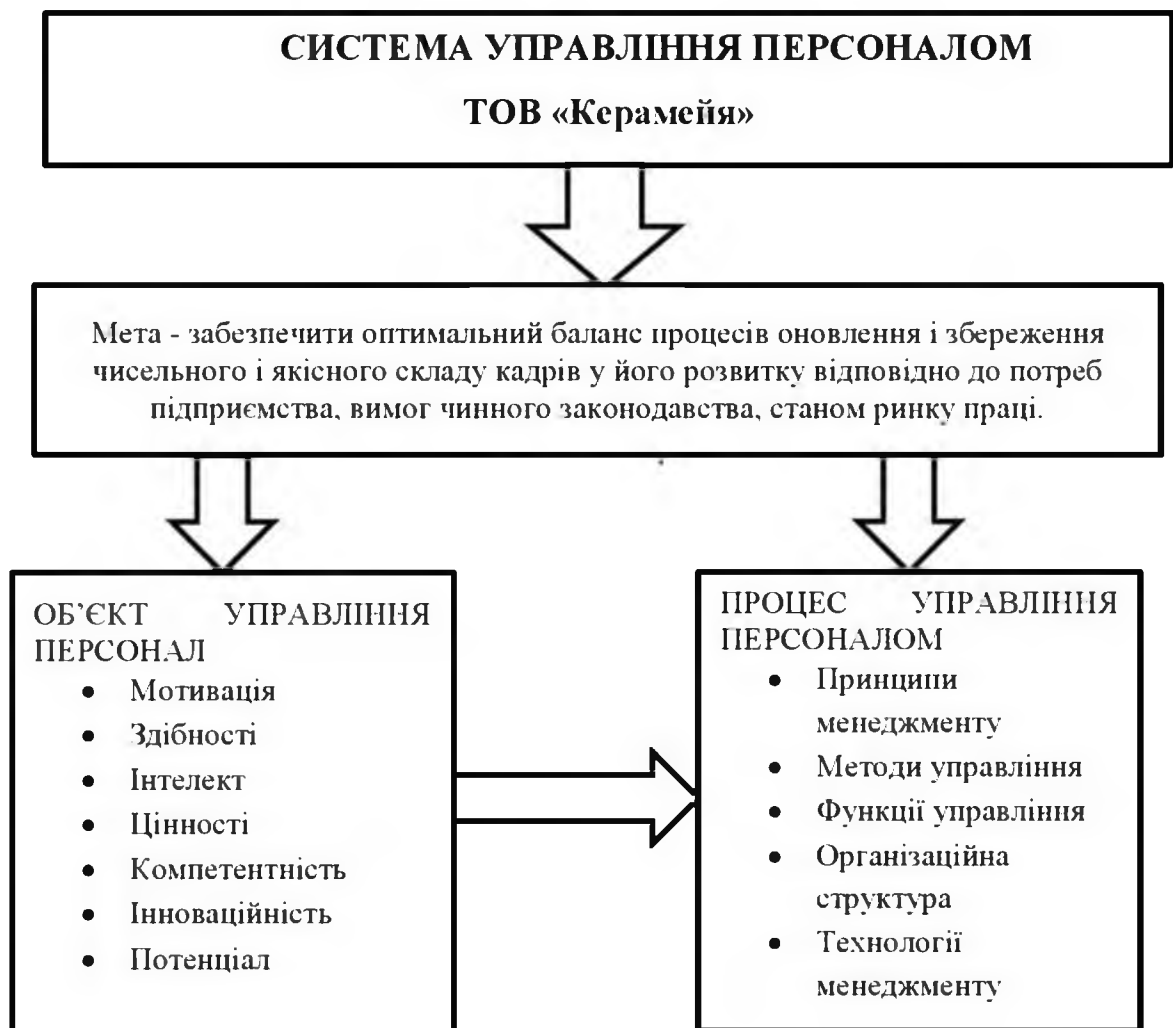 СИСТЕМА УПРАВЛІННЯ ПЕРСОНАЛОМ
ТОВ «Керамейя»
Мета - забезпечити оптимальний баланс процесів оновлення і збереження
чисельного і якісного складу кадрів у його розвитку відповідно до потреб
підприємства, вимог чинного законодавства, станом ринку праці.
ОБ’ЄКТ УПРАВЛІННЯ
ПЕРСОНАЛ
• Мотивація
• Здібності
• Інтелект
• Цінності
• Компетентність
• Інноваційність
• Потенціал
ПРОЦЕС УПРАВЛІННЯ
ПЕРСОНАЛОМ
• Принципи
менеджменту
• Методи управління
• Функції управління
• Організаційна
структура
• Технології
менеджменту